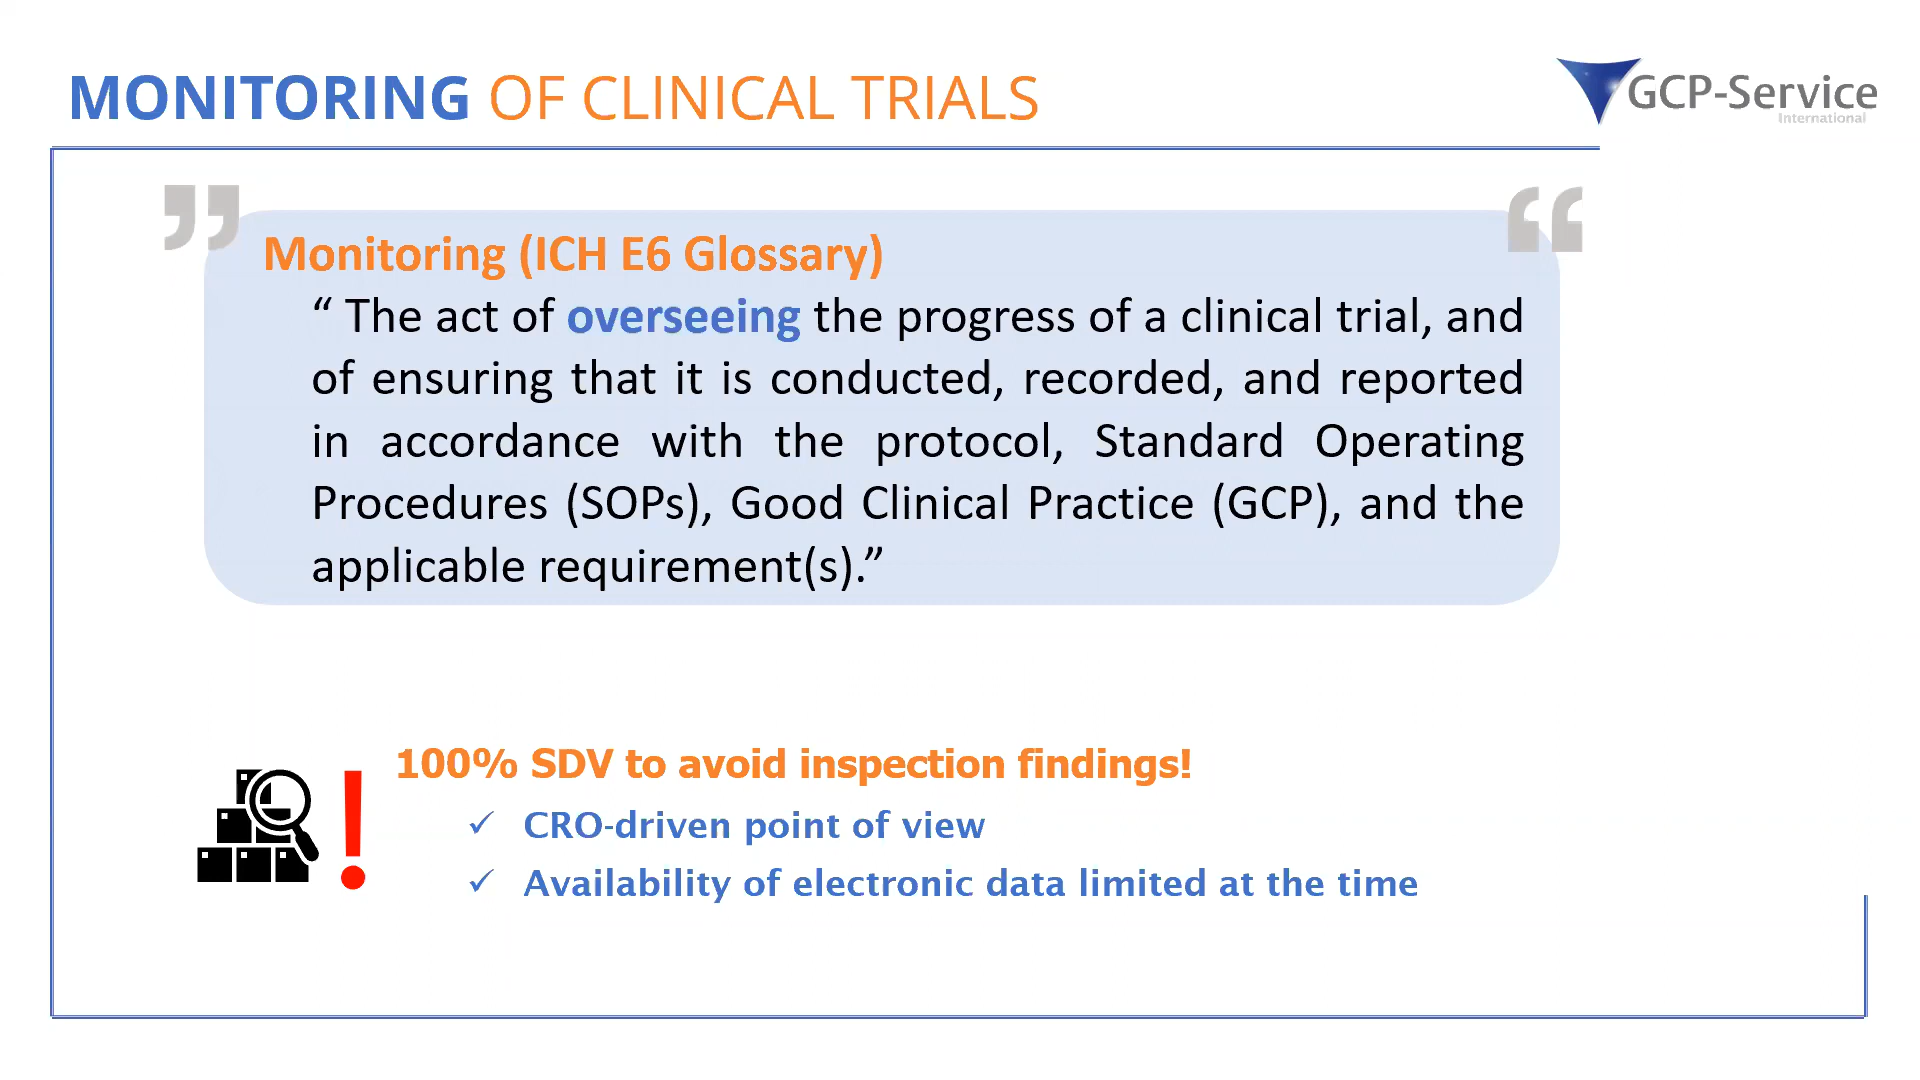 MONITORING OF CLINICAL TRIALS
GCP-Service
International
Monitoring (ICH E6 Glossary)
“ The act of overseeing the progress of a clinical trial, and
of ensuring that it is conducted, recorded, and reported
in accordance with the protocol, Standard Operating
Procedures (SOPs), Good Clinical Practice (GCP), and the
applicable requirement(s).”
100% SDV to avoid inspection findings!
✓ CRO-driven point of view
✓ Availability of electronic data limited at the time